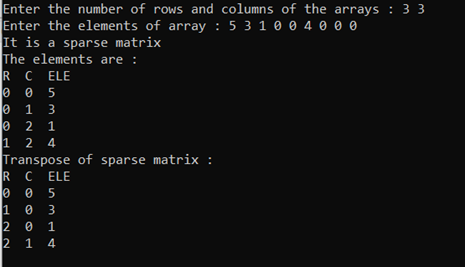 Enter the number of rows and columns of the arrays : 3 3
Enter the elements of array : 5 3 1 0 0 4 0 0 0
It is a sparse matrix
The elements are :
R C ELE
0 0 5
0 1 3
0 2 1
1 2 4
Transpose of sparse matrix :
R C ELE
0 0 5
1 0 3
2 0 1
2 1 4